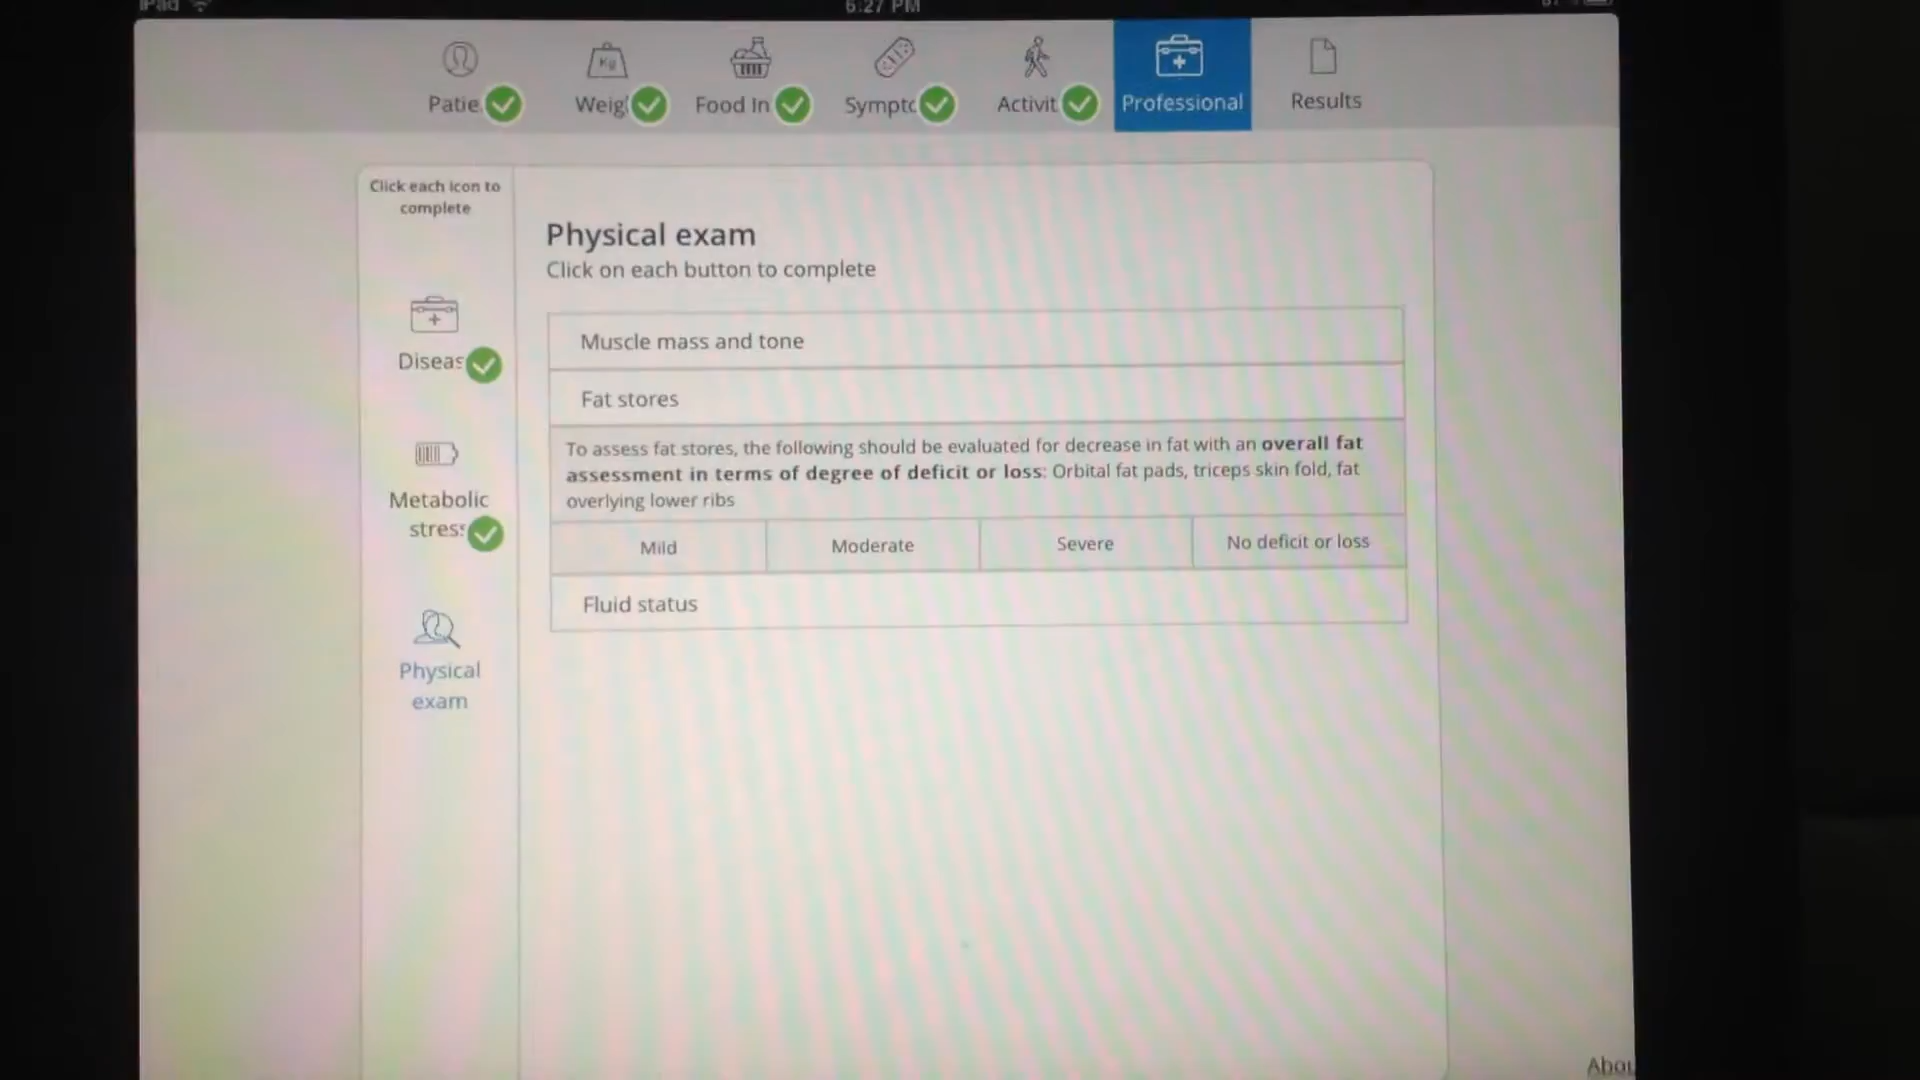 iPad 6:27 PM
Patie Weig Food In Sympto Activit Professional Results
Kg
Click each icon to
complete
Diseas
Metabolic
stres
Physical
exam
Physical exam
Click on each button to complete
Muscle mass and tone
Fat stores
To assess fat stores, the following should be evaluated for decrease in fat with an overall fat
assessment in terms of degree of deficit or loss: Orbital fat pads, triceps skin fold, fat
overlying lower ribs
Mild Moderate Severe No deficit or loss
Fluid status
Abou